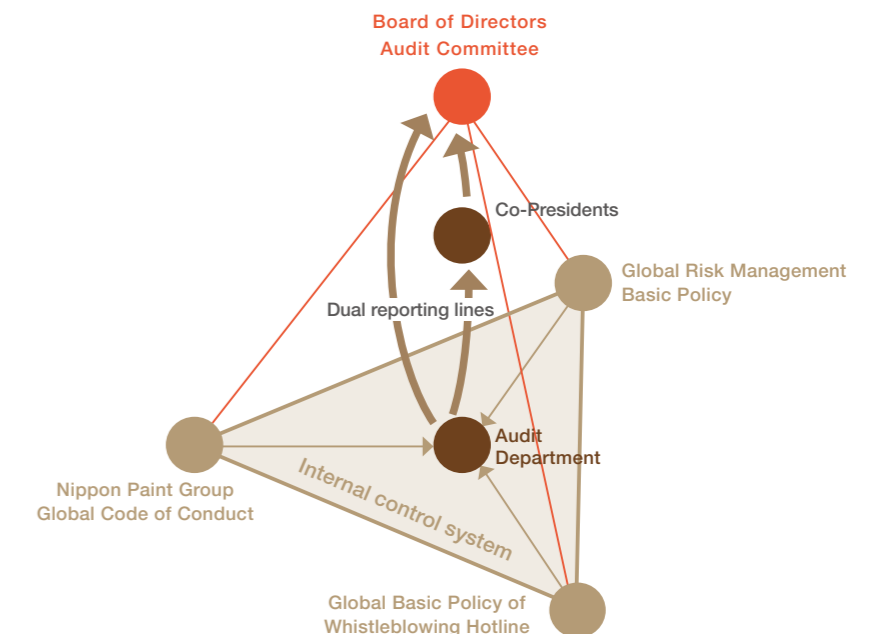 Board of Directors
Audit Committee
Co-Presidents
Global Risk Management
Basic Policy
Dual reporting lines
Audit
Department
Internal control system
Nippon Paint Group
Global Code of Conduct
Global Basic Policy of
Whistleblowing Hotline